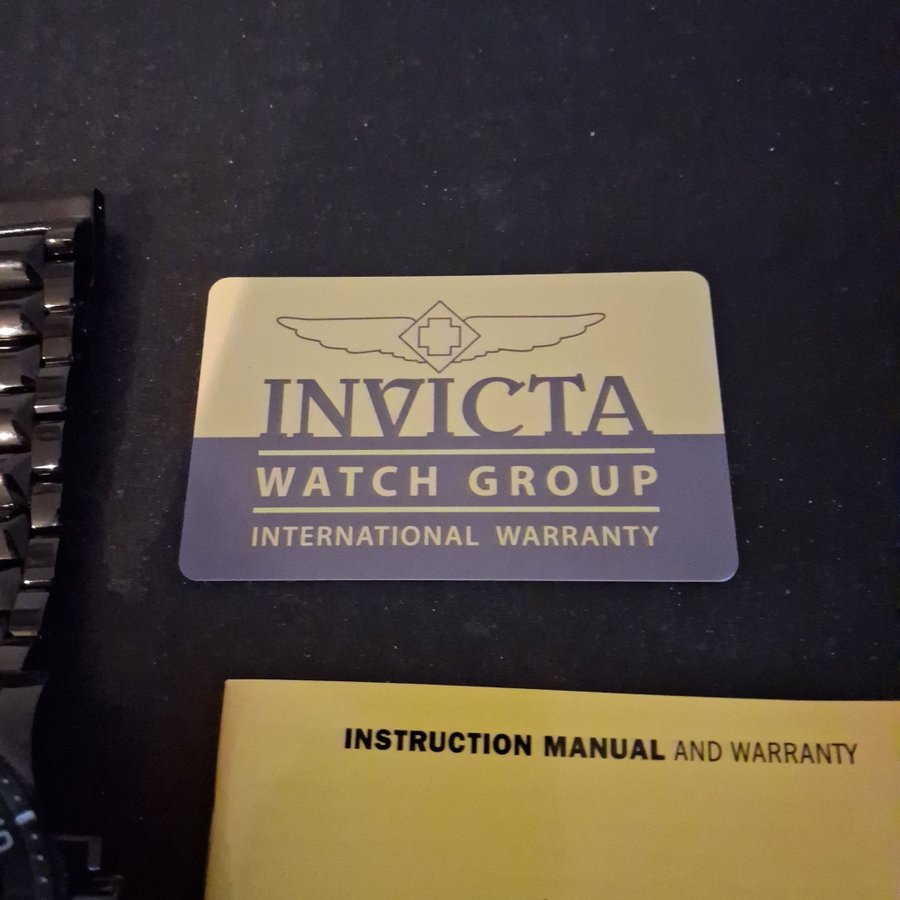 INVICTA
WATCH GROUP
INTERNATIONAL WARRANTY
INSTRUCTION MANUAL AND WARRANTY